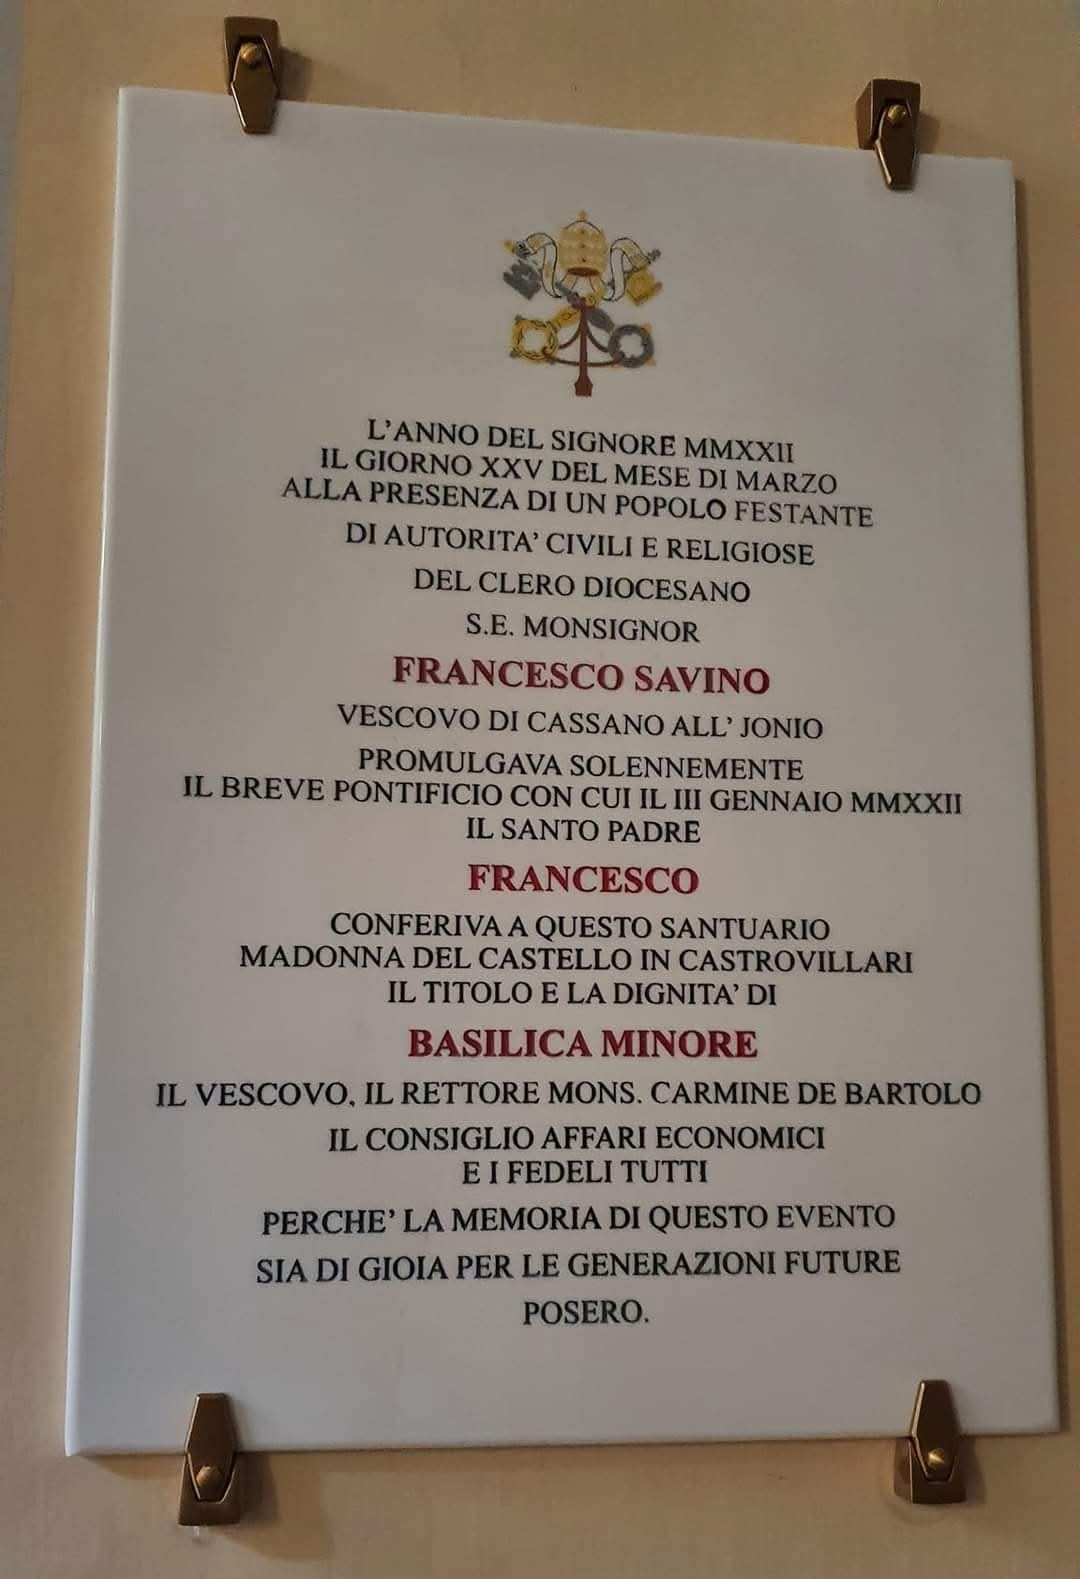 L'ANNO DEL SIGNORE MMXXII
IL GIORNO XXV DEL MESE DI MARZO
ALLA PRESENZA DI UN POPOLO FESTANTE
DI AUTORITA' CIVILI E RELIGIOSE
DEL CLERO DIOCESANO
S.E. MONSIGNOR
FRANCESCO SAVINO
VESCOVO DI CASSANO ALL' JONIO
PROMULGAVA SOLENNEMENTE
IL BREVE PONTIFICIO CON CUI IL III GENNAIO MMXXII
IL SANTO PADRE
FRANCESCO
CONFERIVA A QUESTO SANTUARIO
MADONNA DEL CASTELLO IN CASTROVILLARI
IL TITOLO E LA DIGNITA' DI
BASILICA MINORE
IL VESCOVO, IL RETTORE MONS. CARMINE DE BARTOLO
IL CONSIGLIO AFFARI ECONOMICI
E I FEDELI TUTTI
PERCHE' LA MEMORIA DI QUESTO EVENTO
SIA DI GIOIA PER LE GENERAZIONI FUTURE
POSERO.